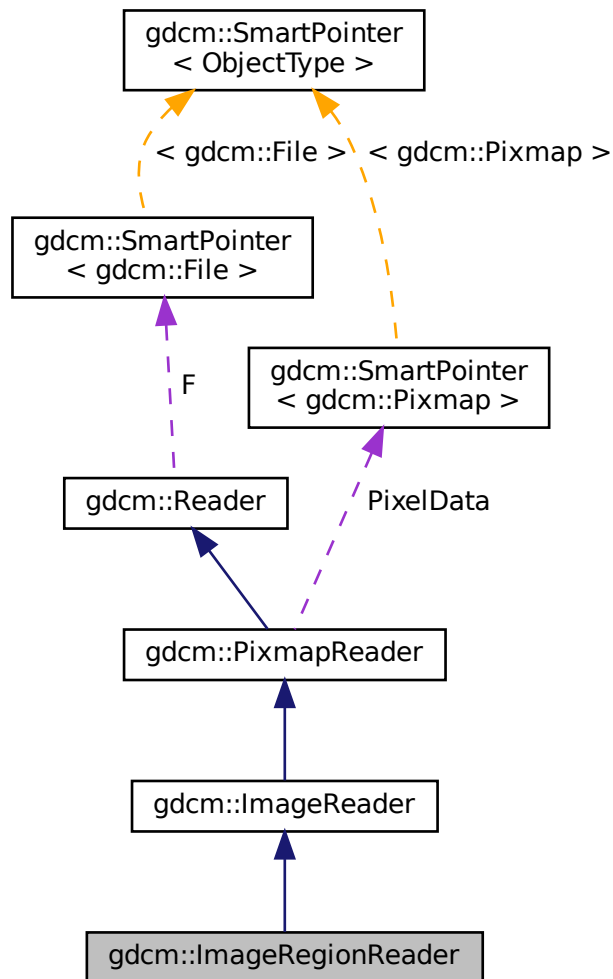 gdcm::SmartPointer
< ObjectType >
< gdcm::File >
< gdcm::Pixmap >
gdcm::SmartPointer
< gdcm::File >
gdcm::SmartPointer
< gdcm::Pixmap >
F
gdcm::Reader
PixelData
gdcm::PixmapReader
gdcm::ImageReader
gdcm::ImageRegionReader